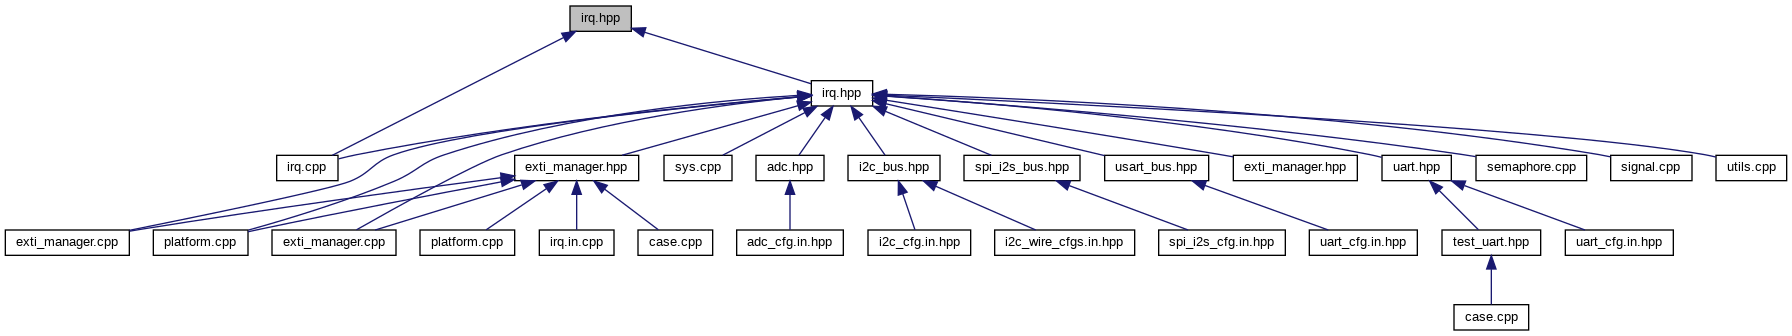 irq.hpp
irq.hpp
irq.cpp
exti_manager.hpp
sys.cpp
adc.hpp
i2c_bus.hpp
spi_i2s_bus.hpp
usart_bus.hpp
exti_manager.hpp
uart.hpp
semaphore.cpp
signal.cpp
utils.cpp
exti_manager.cpp
platform.cpp
exti_manager.cpp
platform.cpp
irq.in.cpp
case.cpp
adc_cfg.in.hpp
i2c_cfg.in.hpp
i2c_wire_cfgs.in.hpp
spi_i2s_cfg.in.hpp
uart_cfg.in.hpp
test_uart.hpp
uart_cfg.in.hpp
case.cpp